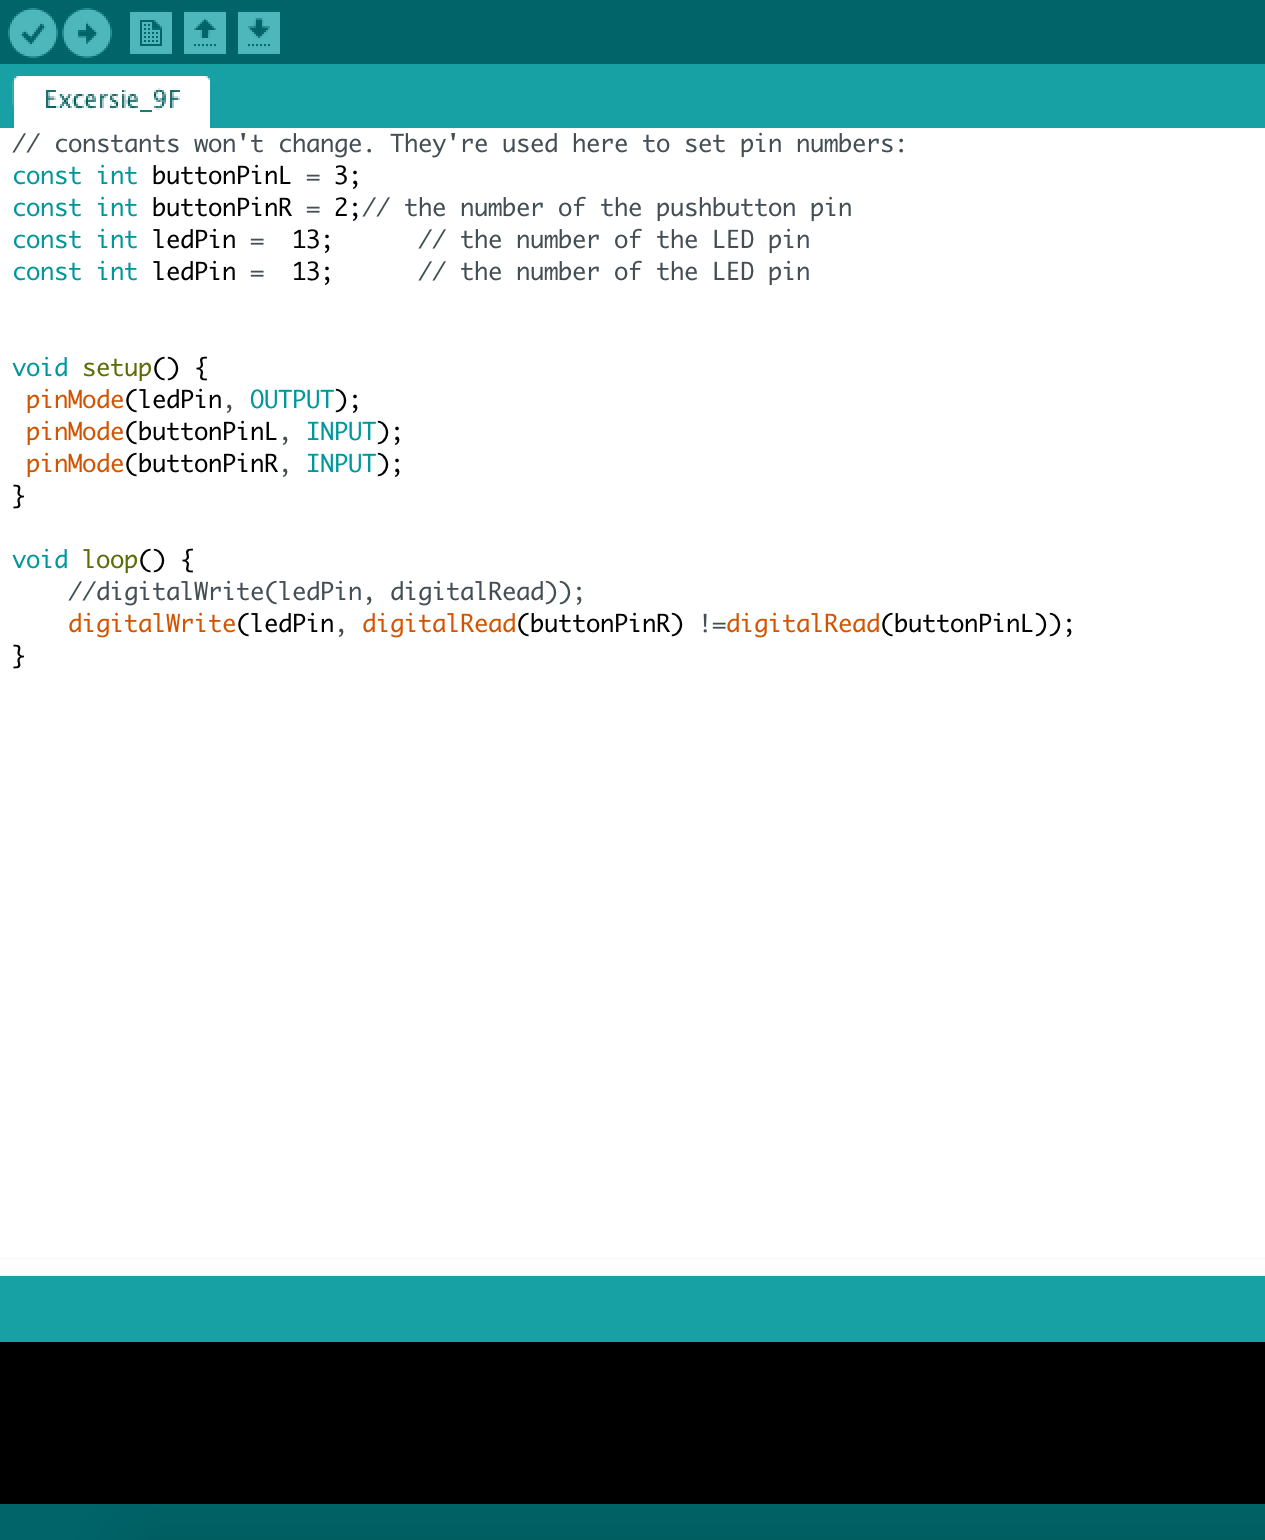 Excersie_9F
// constants won't change. They're used here to set pin numbers:
const int buttonPinL = 3;
const int buttonPinR = 2;// the number of the pushbutton pin
const int ledPin =  13;      // the number of the LED pin
const int ledPin =  13;      // the number of the LED pin
void setup() {
 pinMode(ledPin, OUTPUT);
 pinMode(buttonPinL, INPUT);
 pinMode(buttonPinR, INPUT);
}
void loop() {
    //digitalWrite(ledPin, digitalRead));
    digitalWrite(ledPin, digitalRead(buttonPinR) !=digitalRead(buttonPinL));
}